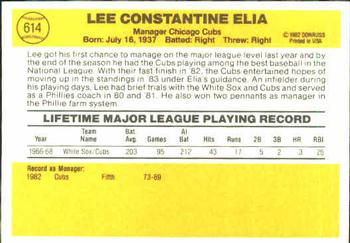 614
LEE CONSTANTINE ELIA
Manager Chicago Cubs
Born: July 16, 1937 Batted: Right Threw: Right
© 1982 DONRUSS
Printed in USA
Lee got his first chance to manage on the major league level last year and by
the end of the season he had the Cubs playing among the best baseball in the
National League. With their fast finish in '82, the Cubs entertained hopes of
moving up in the standings in '83 under Elia's guidance. An infielder during his
playing days, Lee had brief trials with the White Sox and Cubs and served as
a Phillies coach in '80 and '81. He also won two pennants as a manager in
the Phillie farm system.
LIFETIME MAJOR LEAGUE PLAYING RECORD
Team Name Bat Avg. Games At Bat Hits Runs 2B 3B HR RBI
1966-68 White Sox/Cubs 203 95 212 43 17 5 2 3 25
Record as Manager:
1982 Cubs Fifth 73-89